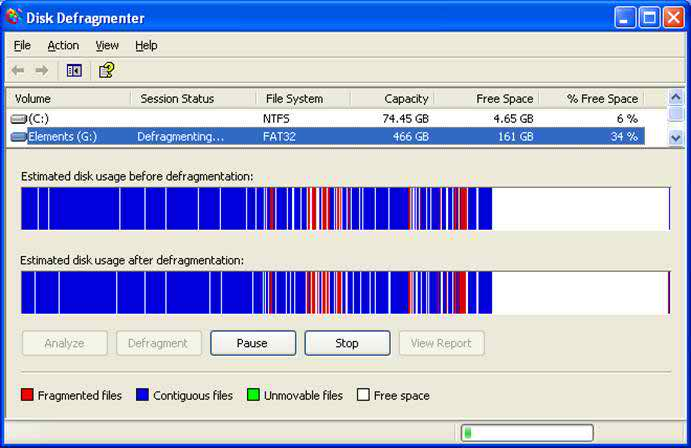 Disk Defragmenter
File Action View Help
Volume Session Status File System Capacity Free Space % Free Space
(C:) NTFS 74.45 GB 4.65 GB 6 %
Elements (G:) Defragmenting... FAT32 466 GB 161 GB 34 %
Estimated disk usage before defragmentation:
Estimated disk usage after defragmentation:
Analyze Defragment Pause Stop View Report
Fragmented files Contiguous files Unmovable files Free space